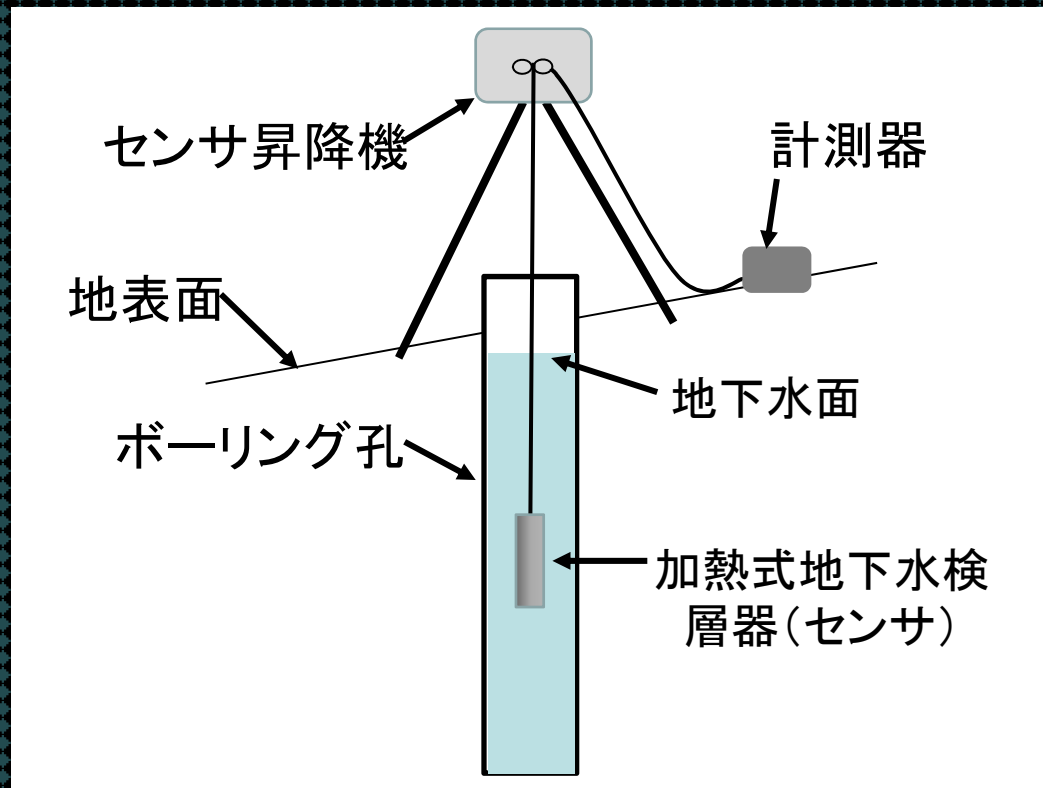 センサ昇降機
計測器
地表面
地下水面
ボーリング孔
加熱式地下水検
層器(センサ)